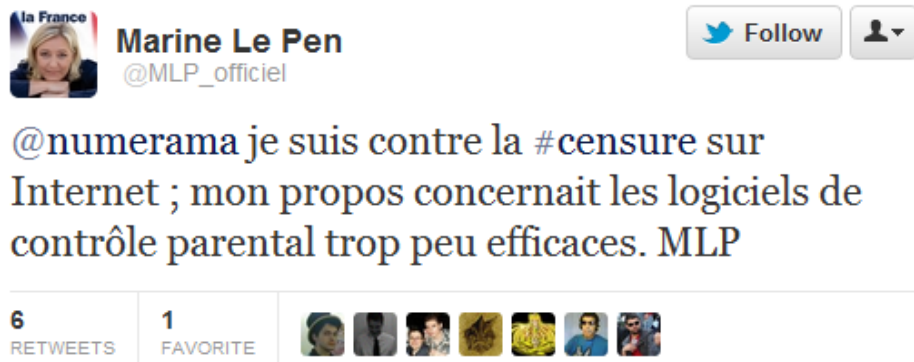 la France
Marine Le Pen
@MLP_officiel
Follow
@numerama je suis contre la #censure sur
Internet ; mon propos concernait les logiciels de
contrôle parental trop peu efficaces. MLP
6
RETWEETS
1
FAVORITE